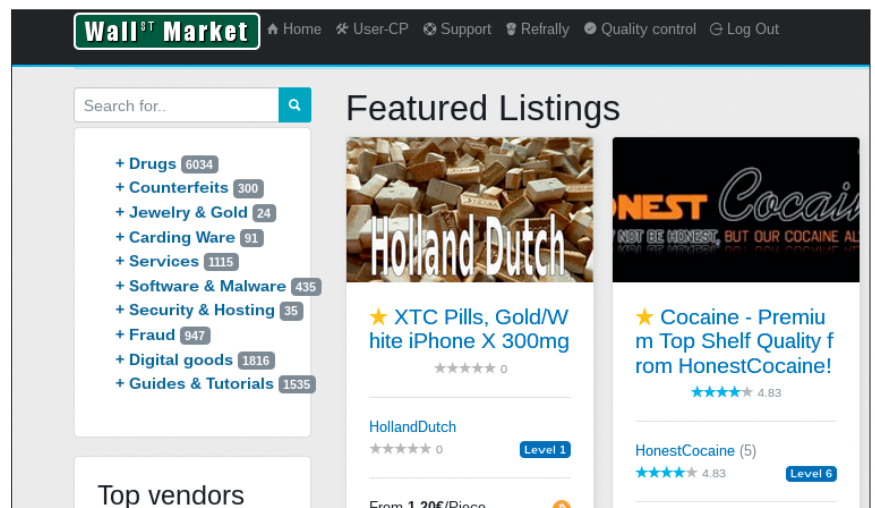 Wall ST Market Home User-CP Support Refrally Quality control Log Out
Search for..
+ Drugs 6034
+ Counterfeits 300
+ Jewelry & Gold 24
+ Carding Ware 91
+ Services 1115
+ Software & Malware 435
+ Security & Hosting 35
+ Fraud 947
+ Digital goods 1816
+ Guides & Tutorials 1535
Top vendors
Featured Listings
Holland Dutch
XTC Pills, Gold/W
hite iPhone X 300mg
0
HollandDutch
0 Level 1
From 1.20€/Piece
NEST Cocain
NOT BE HONEST, BUT OUR COCAINE AL
Cocaine - Premiu
m Top Shelf Quality f
rom HonestCocaine!
4.83
HonestCocaine (5)
4.83 Level 6